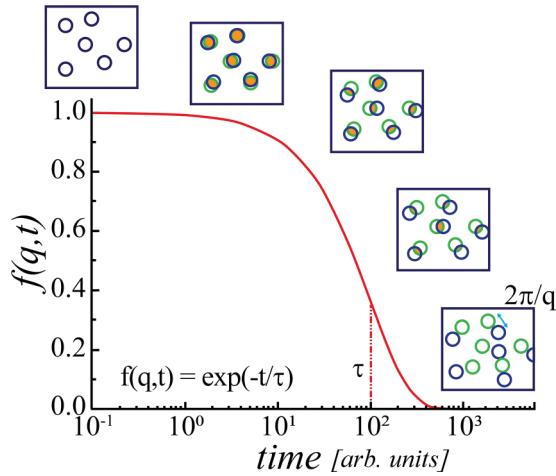 1.0
0.8
0.6
0.4
0.2
0.0
f(q,t)
2π/q
f(q,t) = exp(-t/τ)
τ
10⁻¹ 10⁰ 10¹ 10² 10³
time [arb. units]